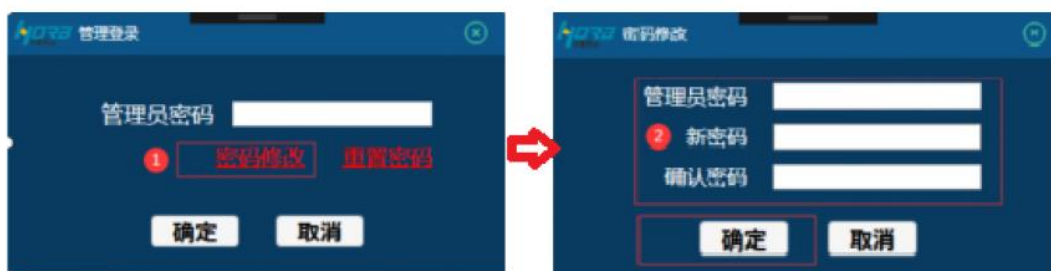 HORA 管理登录
管理员密码
1 密码修改 重置密码
确定 取消
HORA 密码修改
管理员密码
2 新密码
确认密码
确定 取消